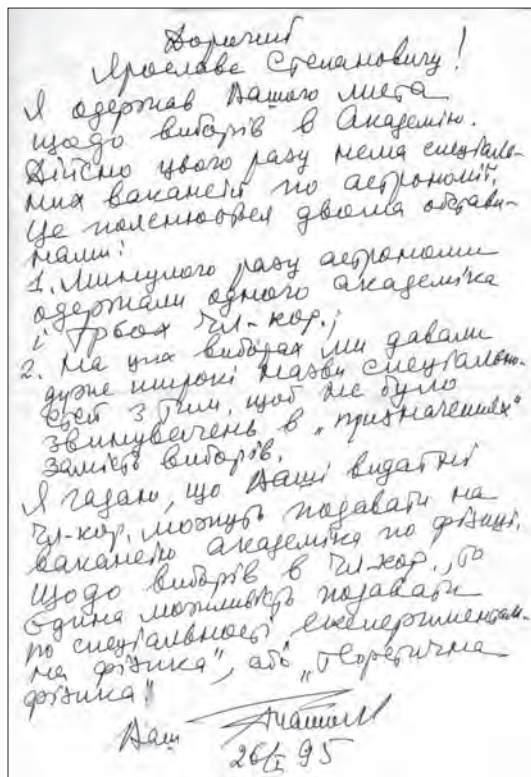 Дорогий
Ярославе Степановичу!
Я одержав Вашого листа
щодо виборів в Академію.
Дійсно цього разу нема спеціаль-
них вакансій по астрономії.
Це пояснюється двома обстави-
нами:
1. Минулого разу астрономи
одержали одного академіка
і трьох чл-кор.;
2. На цих виборах ми давали
дуже широкі назви спеціально-
стей з тим, щоб не було
звинувачень в „призначеннях"
замість виборів.
Я гадаю, що Ваші видатні
чл-кор. можуть подавати на
вакансію академіка по фізиці.
Щодо виборів в чл-кор., то
єдина можливість подавати
по спеціальності „експерименталь-
на фізика", або „теоретична
фізика"
Ваш
26/I 95